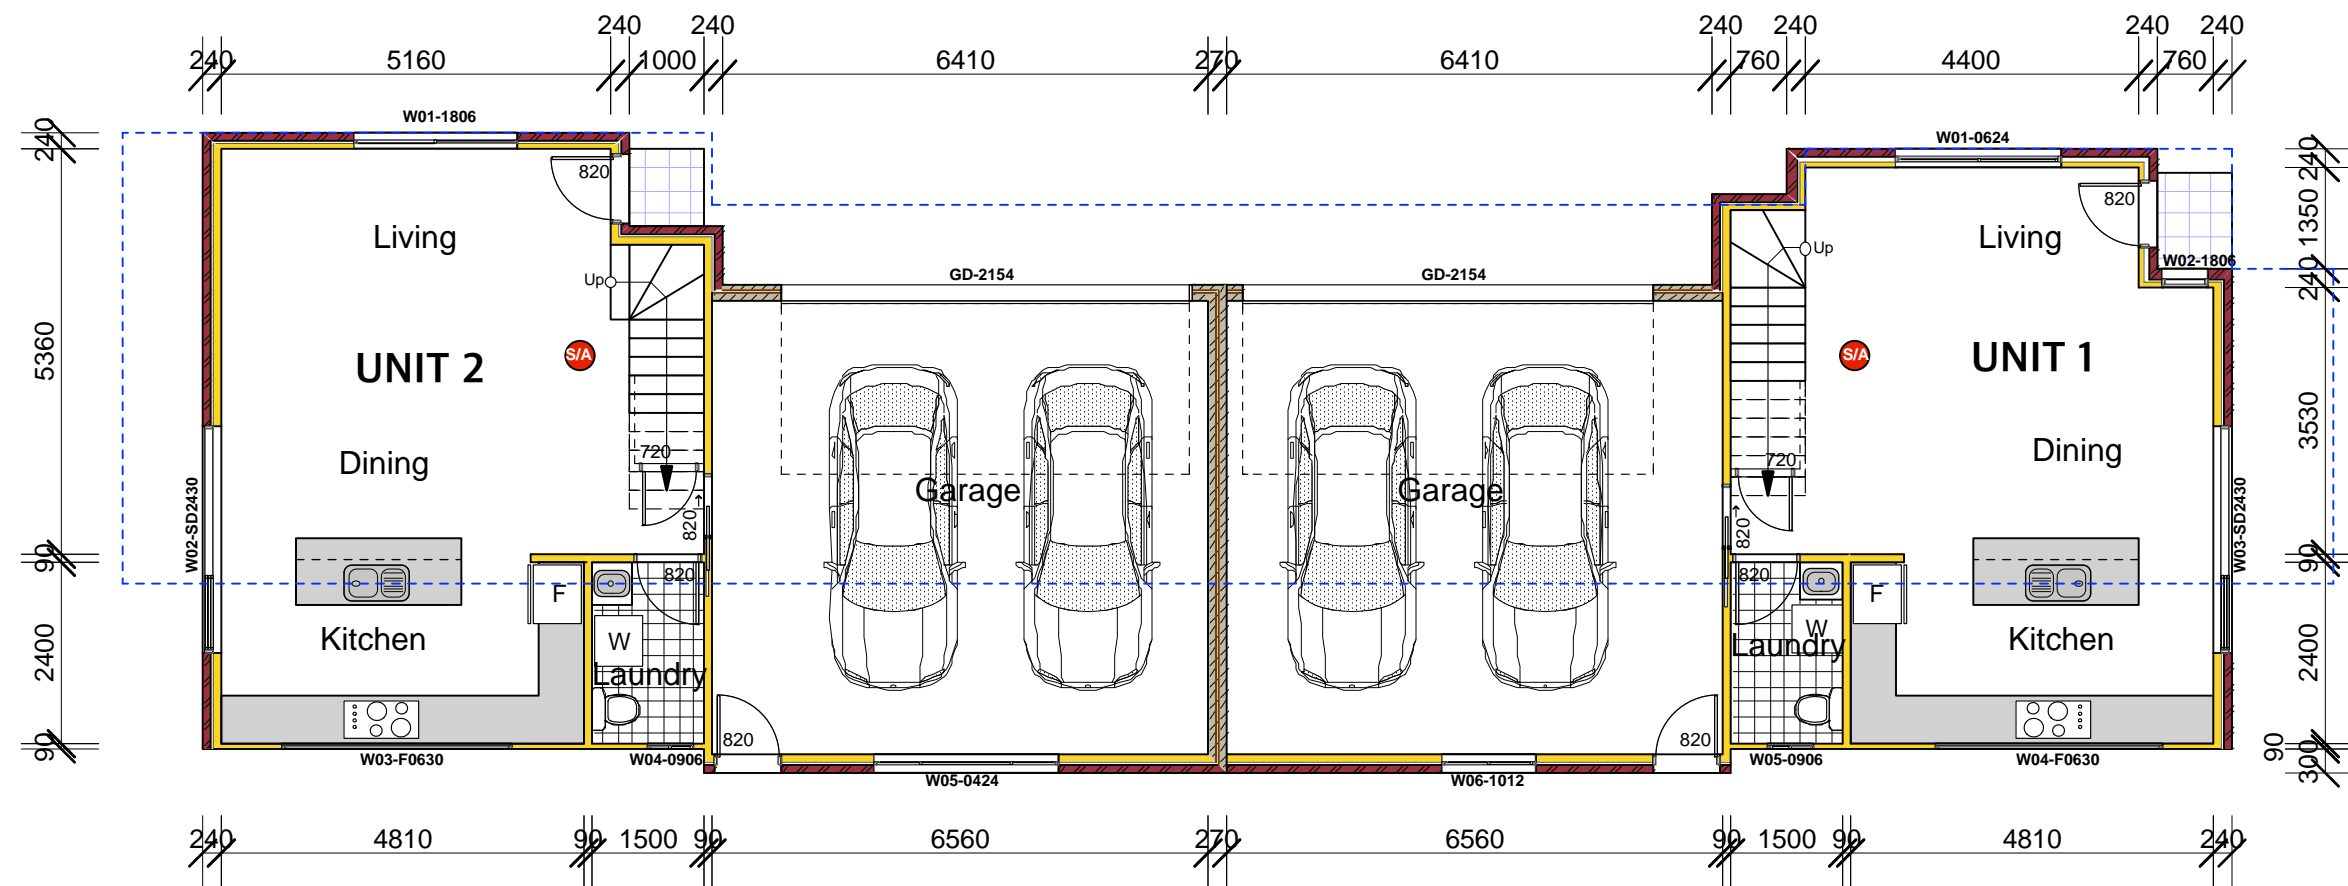 240 240 240 240 240 240 240
240 5160 1000 6410 270 6410 760 4400 760
W01-1806
W01-0624
240
240
240
820
820
1350
Living
Living
Up
Up
W02-1806
240
GD-2154
GD-2154
5360
S/A
S/A
UNIT 2
UNIT 1
3530
720
720
Dining
Dining
Garage
Garage
W02-SD2430
820
820
W03-SD2430
90
90
820
820
F
F
Kitchen
W
W
Kitchen
2400
2400
Laundry
Laundry
820
820
90
90
300
W03-F0630
W04-0906
W05-0424
W06-1012
W05-0906
W04-F0630
240 4810 90 1500 90 6560 270 6560 90 1500 90 4810 240